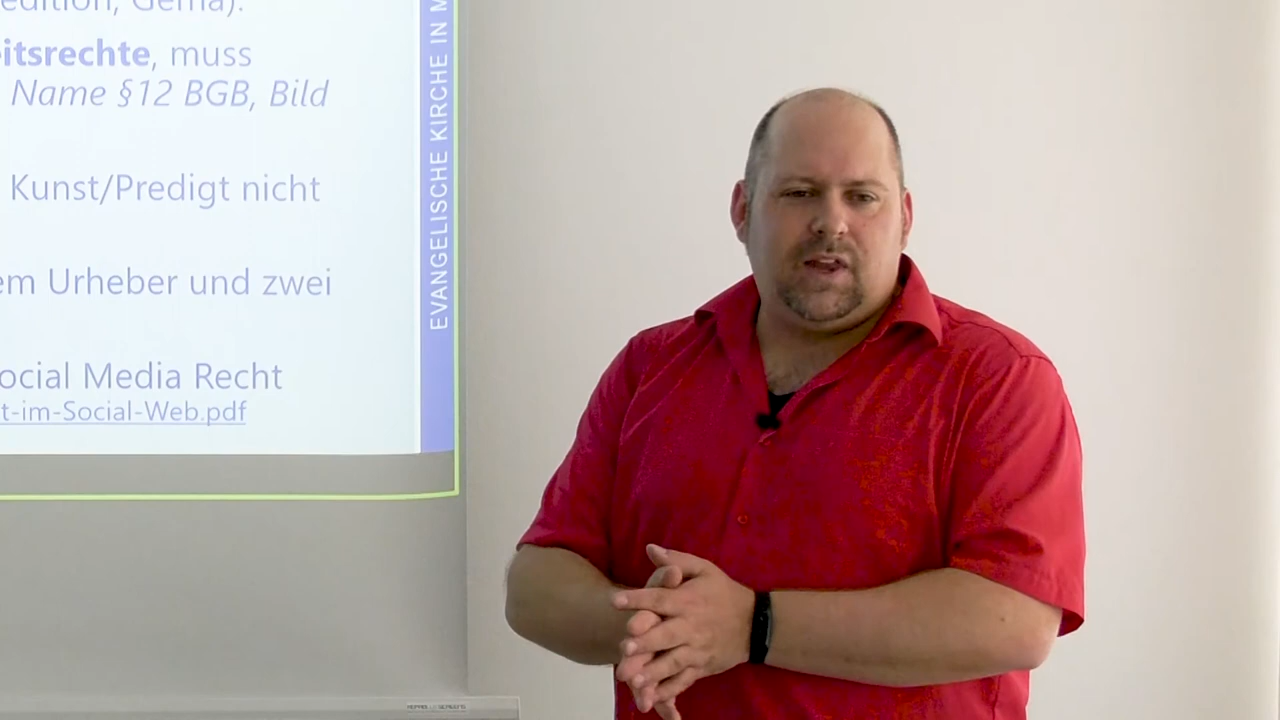 edition, Gema).
eitsrechte, muss
Name §12 BGB, Bild
Kunst/Predigt nicht
em Urheber und zwei
ocial Media Recht
t-im-Social-Web.pdf
EVANGELISCHE KIRCHE IN M